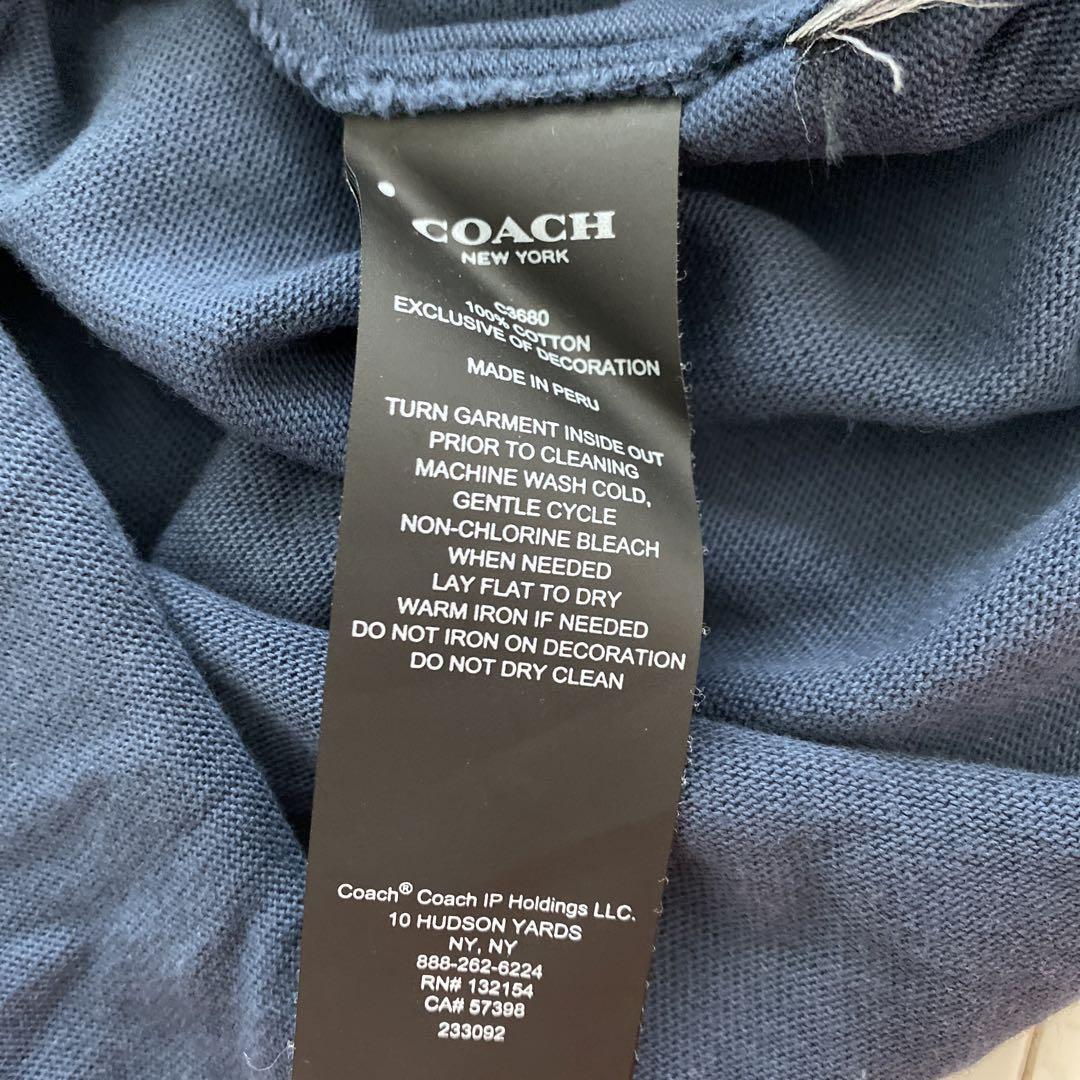 COACH
NEW YORK
C3680
100% COTTON
EXCLUSIVE OF DECORATION
MADE IN PERU
TURN GARMENT INSIDE OUT
PRIOR TO CLEANING
MACHINE WASH COLD,
GENTLE CYCLE
NON-CHLORINE BLEACH
WHEN NEEDED
LAY FLAT TO DRY
WARM IRON IF NEEDED
DO NOT IRON ON DECORATION
DO NOT DRY CLEAN
Coach® Coach IP Holdings LLC.
10 HUDSON YARDS
NY, NY
888-262-6224
RN# 132154
CA# 57398
233092